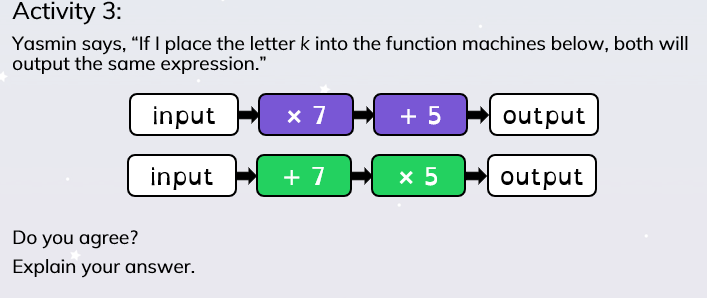 Activity 3:
Yasmin says, “If I place the letter k into the function machines below, both will
output the same expression.”
input × 7 + 5 output
input + 7 × 5 output
Do you agree?
Explain your answer.